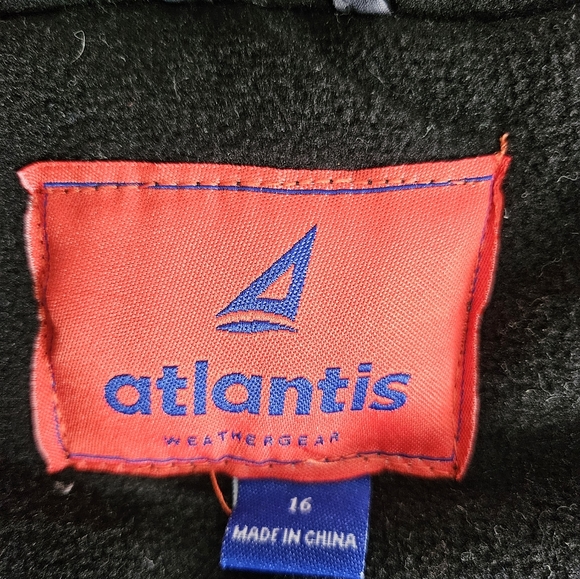 atlantis
WEATHERGEAR
16
MADE IN CHINA